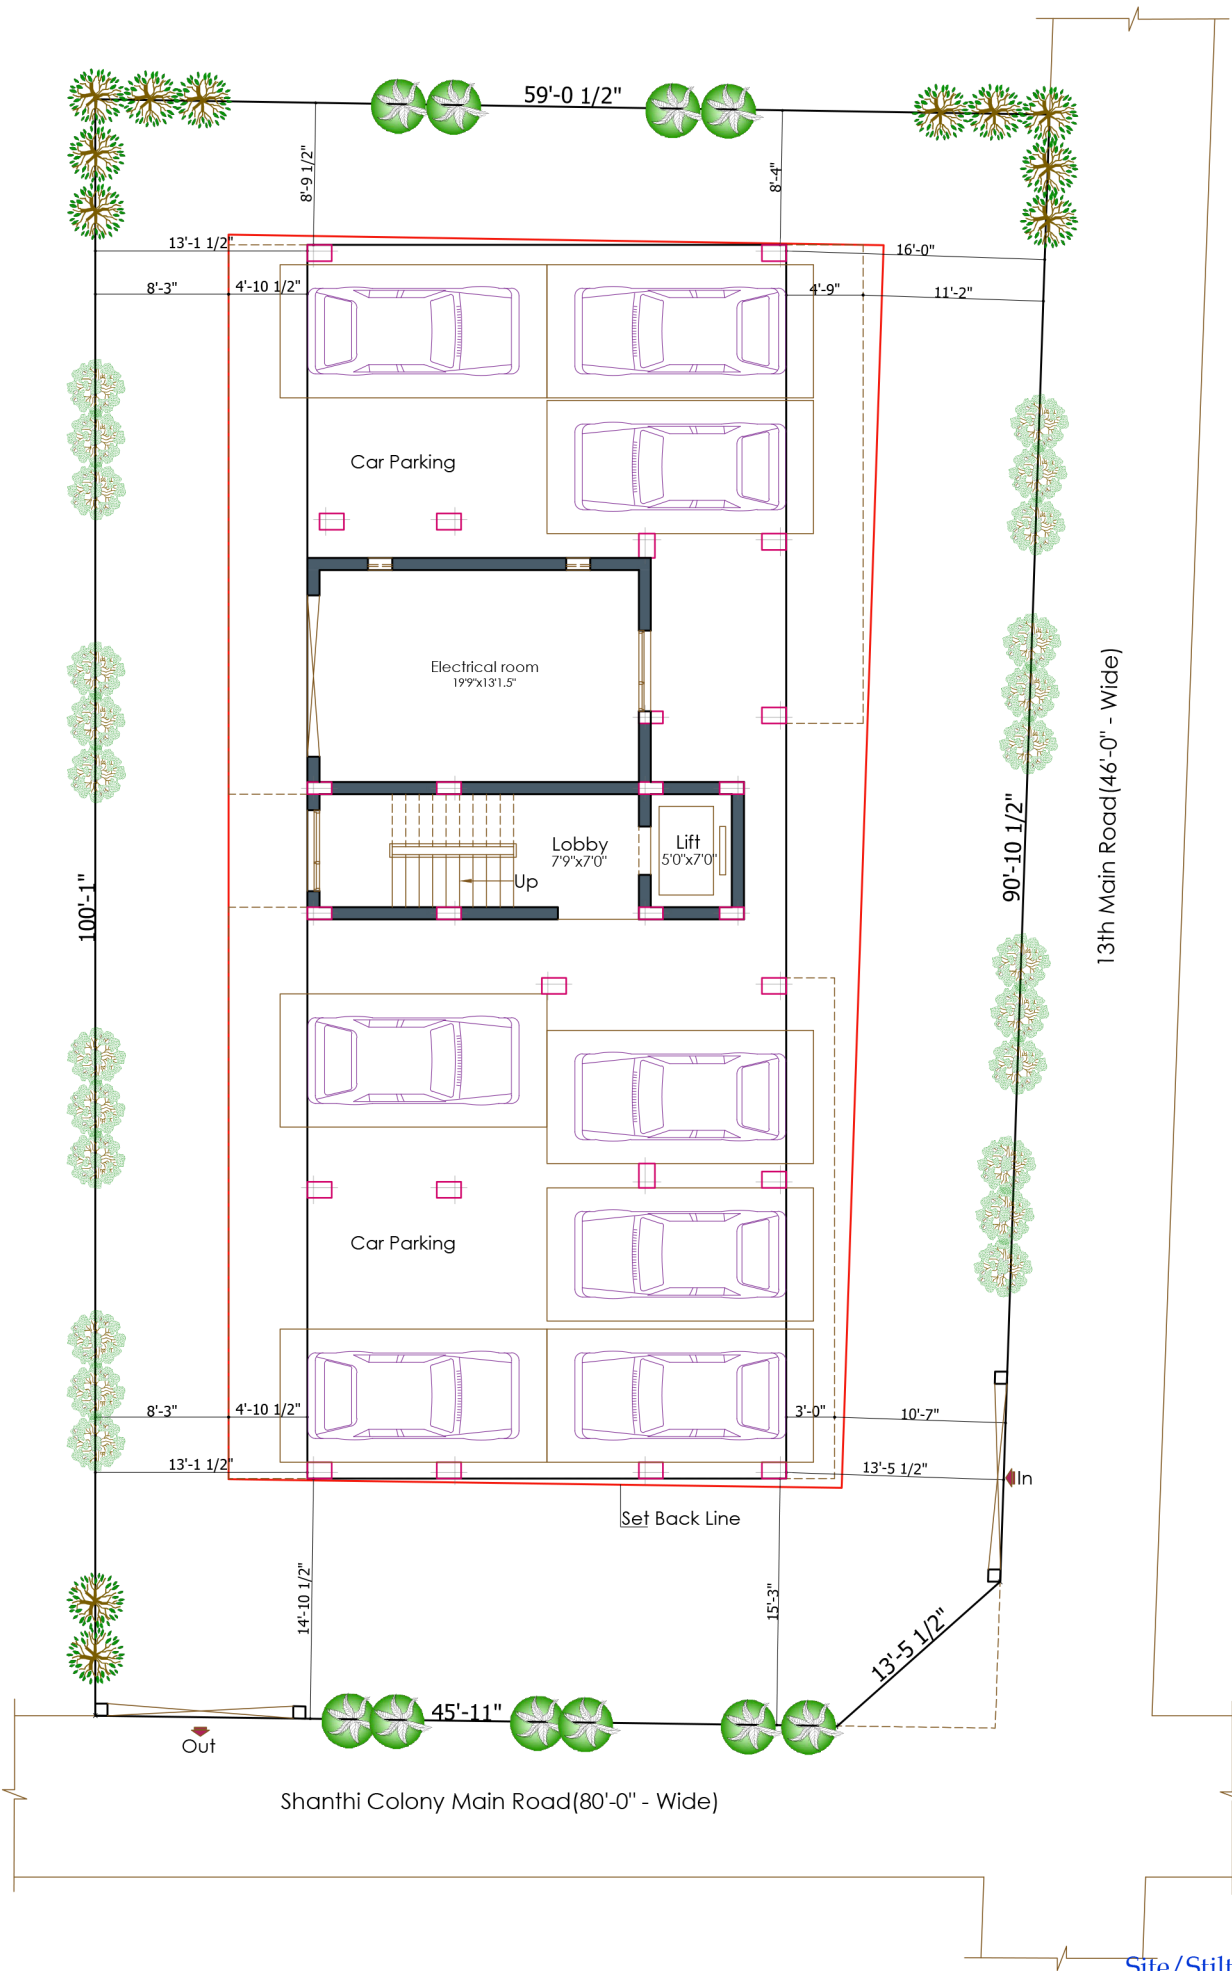 59'-0 1/2"
8'-9 1/2"
8'-4"
13'-1 1/2"
16'-0"
8'-3"
4'-10 1/2"
4'-9"
11'-2"
Car Parking
Electrical room
19'9"x13'1.5"
13th Main Road(46'-0" - Wide)
90'-10 1/2"
100'-1"
Lobby
7'9"x7'0"
Lift
5'0"x7'0"
Up
Car Parking
8'-3"
4'-10 1/2"
3'-0"
10'-7"
13'-1 1/2"
13'-5 1/2"
In
Set Back Line
14'-10 1/2"
15'-3"
13'-5 1/2"
45'-11"
Out
Shanthi Colony Main Road(80'-0" - Wide)
Site/Stilt